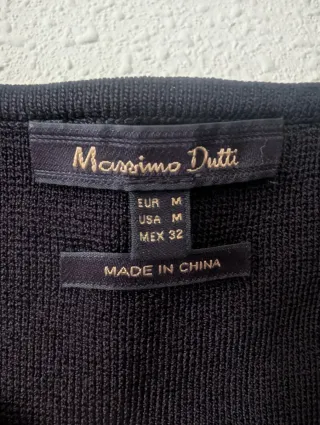 Massimo Dutti
EUR M
USA M
MEX 32
MADE IN CHINA